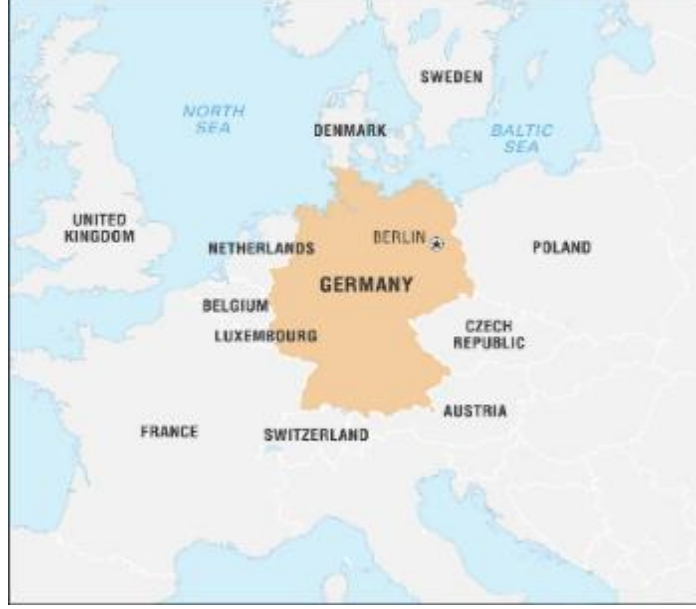 SWEDEN
NORTH
SEA
DENMARK
BALTIC
SEA
UNITED
KINGDOM
NETHERLANDS
BERLIN
POLAND
GERMANY
BELGIUM
LUXEMBOURG
CZECH
REPUBLIC
AUSTRIA
FRANCE
SWITZERLAND